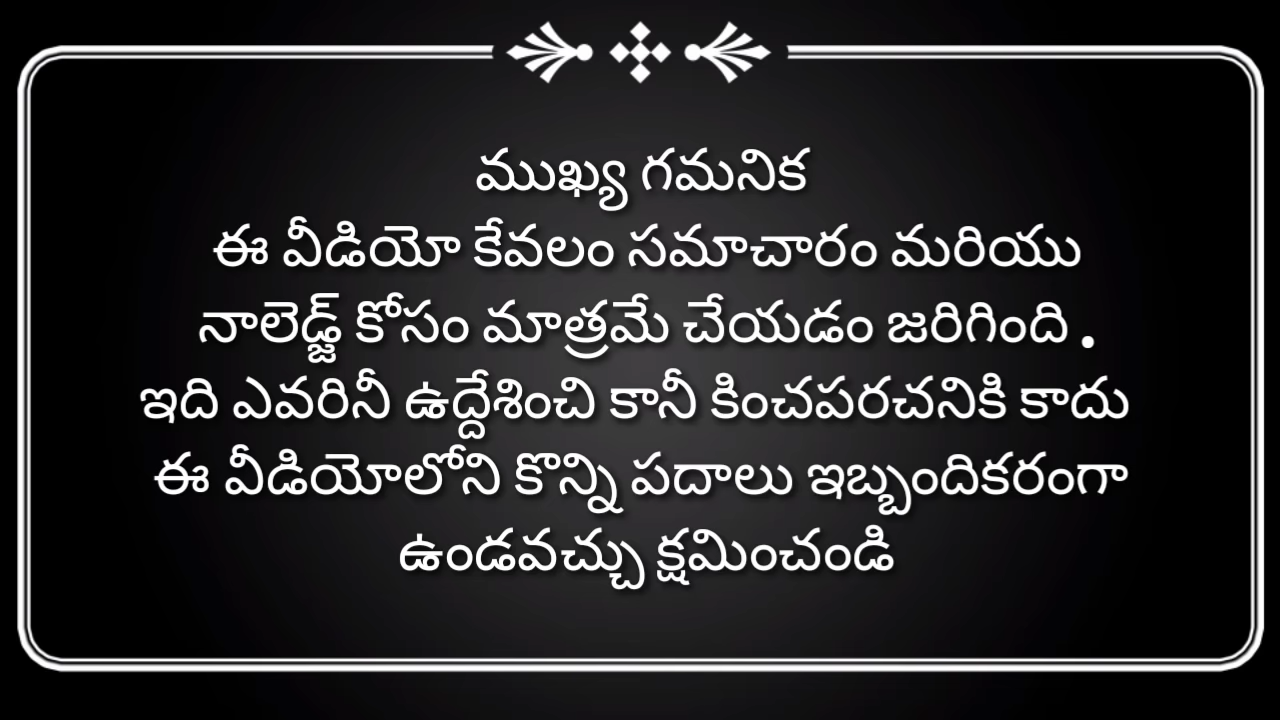 ముఖ్య గమనిక
ఈ వీడియో కేవలం సమాచారం మరియు
నాలెడ్జ్ కోసం మాత్రమే చేయడం జరిగింది .
ఇది ఎవరినీ ఉద్దేశించి కానీ కించపరచనికి కాదు
ఈ వీడియోలోని కొన్ని పదాలు ఇబ్బందికరంగా
ఉండవచ్చు క్షమించండి